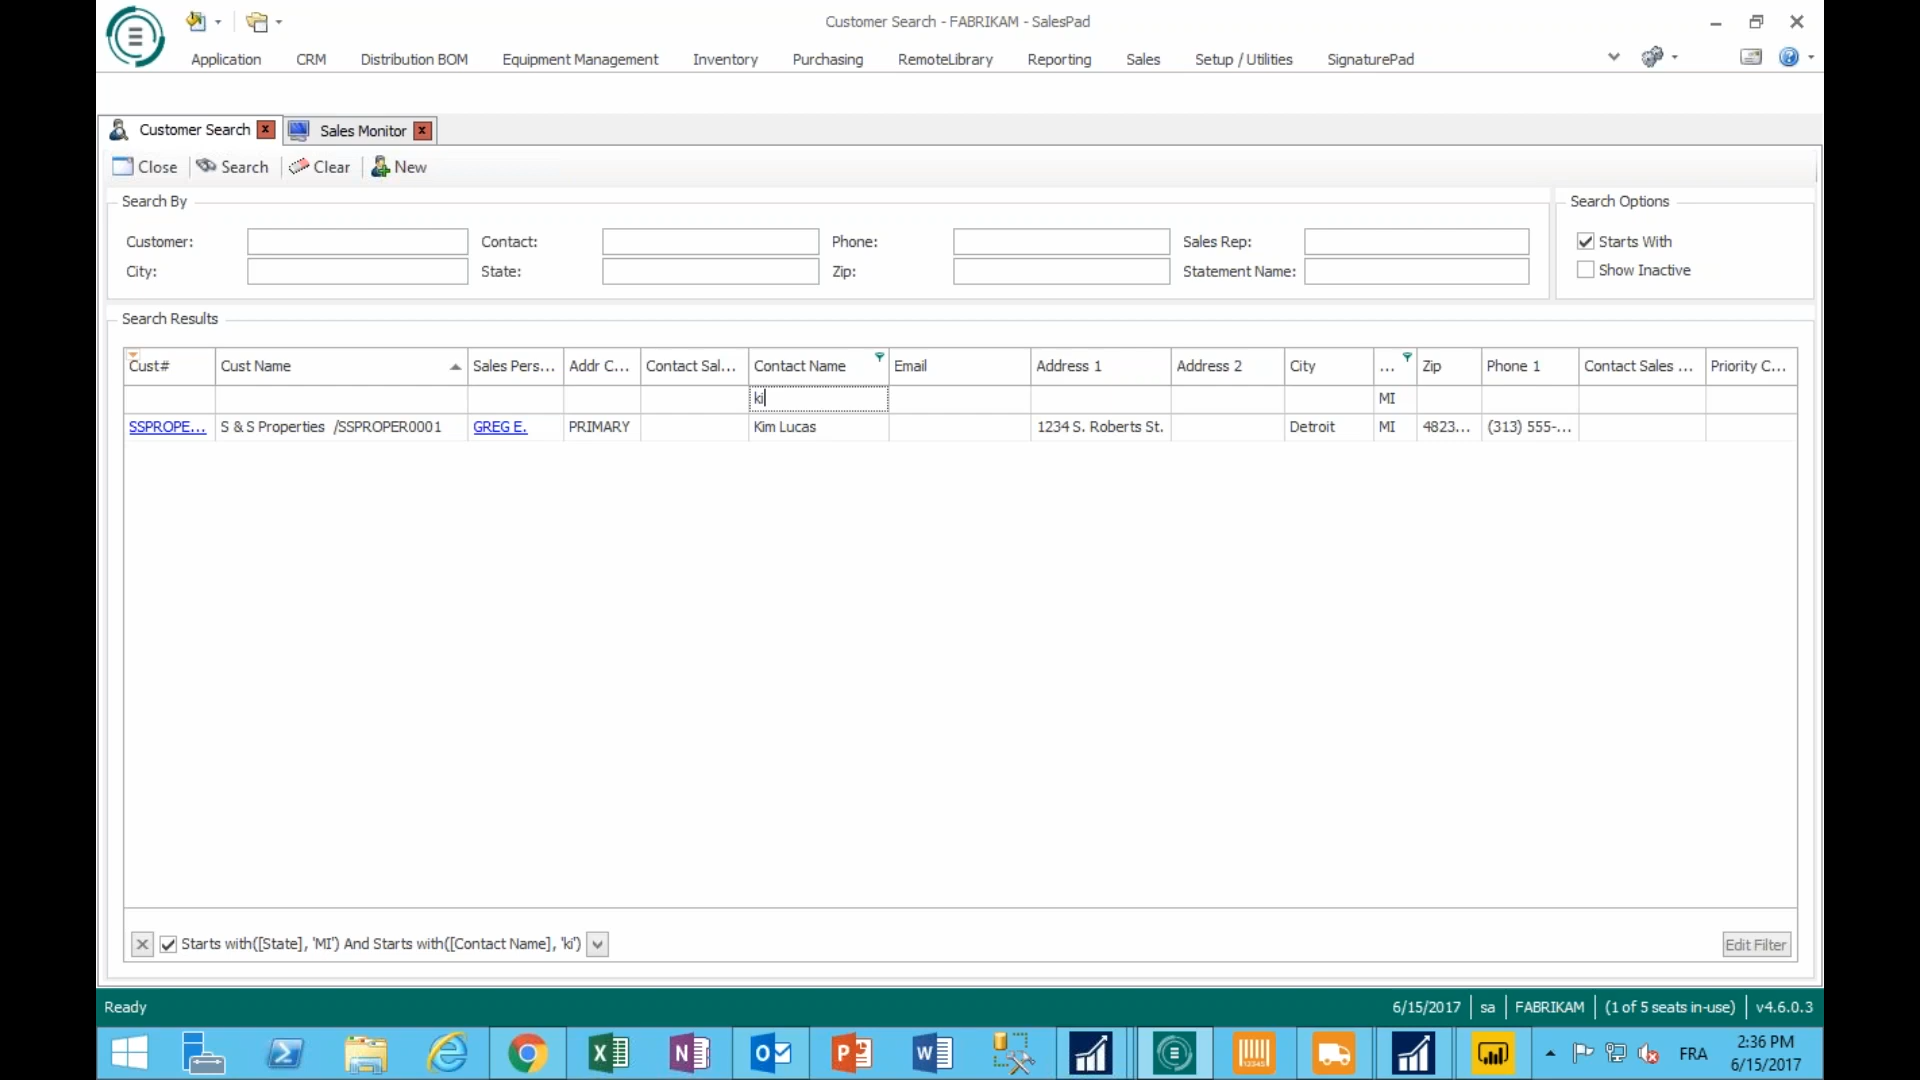 Customer Search - FABRIKAM - SalesPad
Application CRM Distribution BOM Equipment Management Inventory Purchasing RemoteLibrary Reporting Sales Setup / Utilities SignaturePad
Customer Search Sales Monitor
Close Search Clear New
Search By Search Options
Customer: Contact: Phone: Sales Rep: Starts With
City: State: Zip: Statement Name: Show Inactive
Search Results
Cust# Cust Name Sales Pers... Addr C... Contact Sal... Contact Name Email Address 1 Address 2 City ... Zip Phone 1 Contact Sales ... Priority C...
ki MI
SSPROPE... S & S Properties /SSPROPER0001 GREG E. PRIMARY Kim Lucas 1234 S. Roberts St. Detroit MI 4823... (313) 555-...
Starts with([State], 'MI') And Starts with([Contact Name], 'ki') Edit Filter
Ready 6/15/2017 sa FABRIKAM (1 of 5 seats in-use) v4.6.0.3
FRA 2:36 PM
6/15/2017